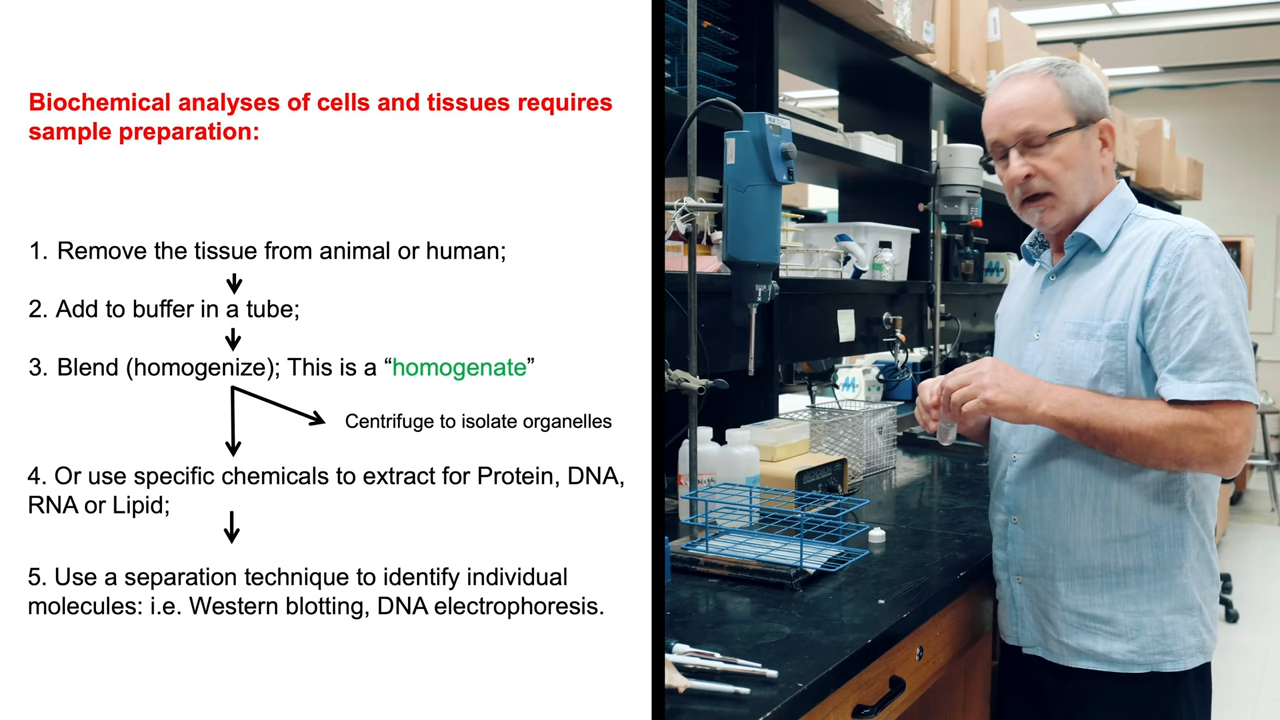 Biochemical analyses of cells and tissues requires
sample preparation:
1. Remove the tissue from animal or human;
2. Add to buffer in a tube;
3. Blend (homogenize); This is a “homogenate”
Centrifuge to isolate organelles
4. Or use specific chemicals to extract for Protein, DNA,
RNA or Lipid;
5. Use a separation technique to identify individual
molecules: i.e. Western blotting, DNA electrophoresis.